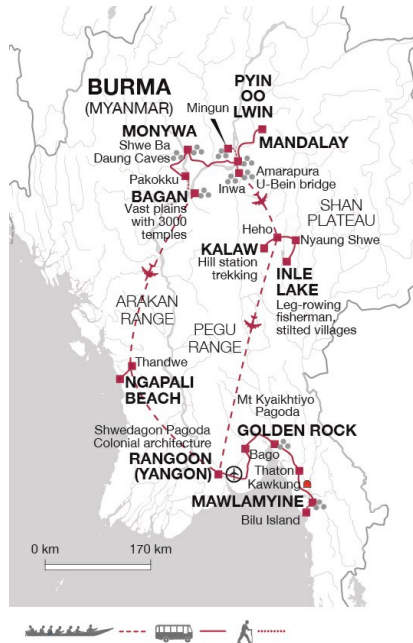 BURMA
(MYANMAR)
PYIN
OO
LWIN
Mingun
MONYWA
MANDALAY
Shwe Ba
Daung Caves
Pakokku
Amarapura
U-Bein bridge
Inwa
BAGAN
Vast plains
with 3000
temples
SHAN
PLATEAU
Heho
Nyaung Shwe
KALAW
Hill station
trekking
INLE
LAKE
Leg-rowing
fisherman,
stilted villages
ARAKAN
RANGE
PEGU
RANGE
Thandwe
NGAPALI
BEACH
Mt Kyaikhtiyo
Pagoda
Shwedagon Pagoda
Colonial architecture
GOLDEN ROCK
RANGOON
(YANGON)
Bago
Thaton
Kawkung
MAWLAMYINE
Bilu Island
0 km
170 km